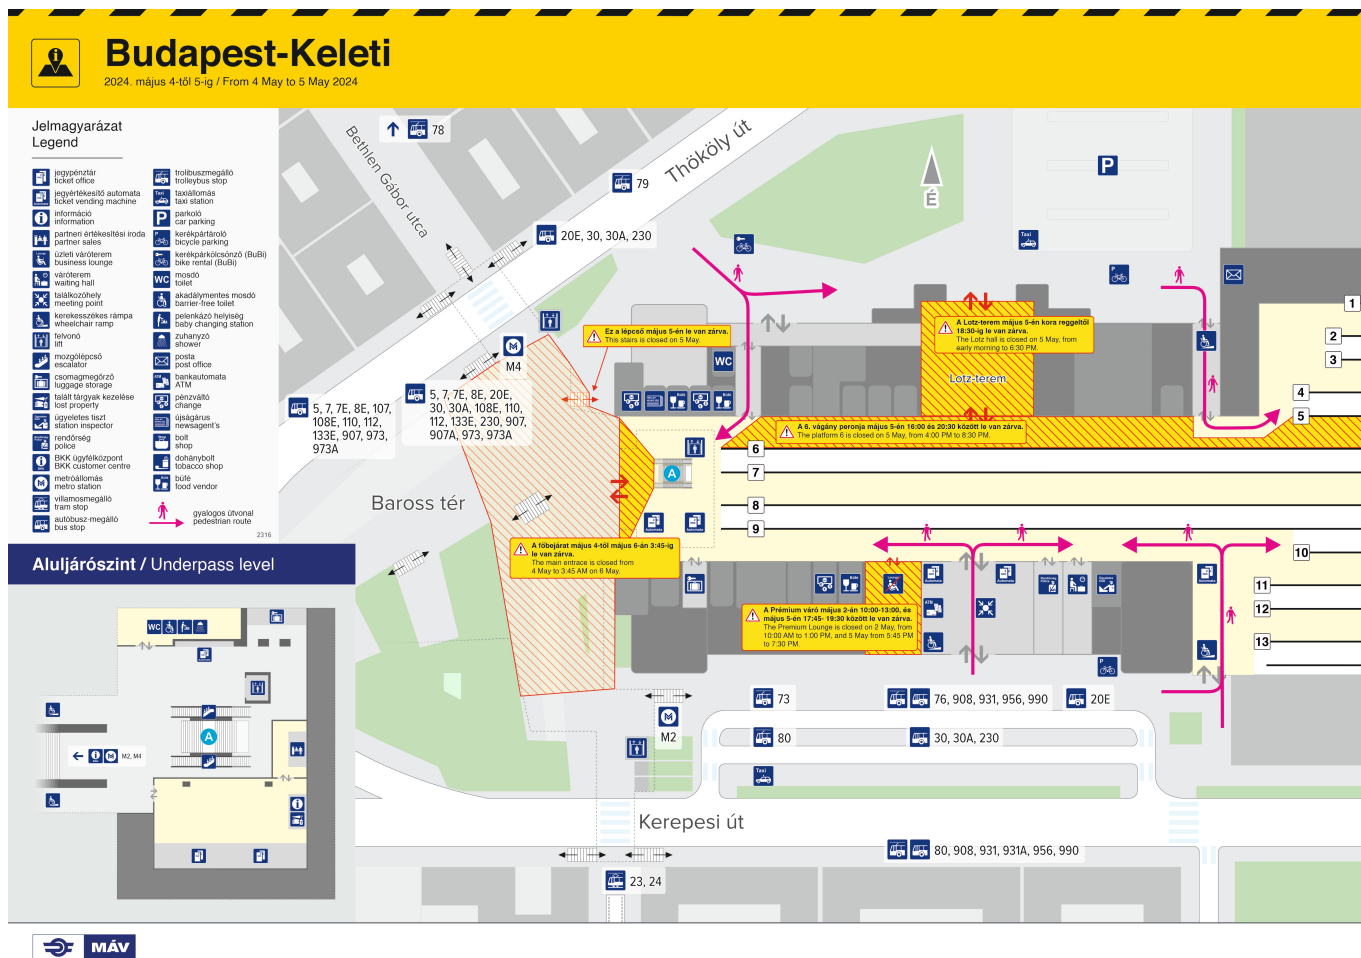 Budapest-Keleti
2024. május 4-től 5-ig / From 4 May to 5 May 2024
Jelmagyarázat
Legend
jegypénztár
ticket office
jegyértékesítő automata
ticket vending machine
információ
information
partneri értékesítési iroda
partner sales
üzleti váróterem
business lounge
váróterem
waiting hall
találkozóhely
meeting point
kerekesszékes rámpa
wheelchair ramp
felvonó
lift
mozgólépcső
escalator
csomagmegőrző
luggage storage
talált tárgyak kezelése
lost property
ügyeletes tiszt
station inspector
rendőrség
police
BKK ügyfélközpont
BKK customer centre
metróállomás
metro station
villamosmegálló
tram stop
autóbusz-megálló
bus stop
trolibuszmegálló
trolleybus stop
Taxi
taxiállomás
taxi station
P
parkoló
car parking
P
kerékpártároló
bicycle parking
kerékpárkölcsönző (BuBi)
bike rental (BuBi)
WC
mosdó
toilet
akadálymentes mosdó
barrier-free toilet
pelenkázó helyiség
baby changing station
zuhanyzó
shower
posta
post office
ATM
bankautomata
ATM
pénzváltó
change
újságárus
newsagent's
bolt
shop
dohánybolt
tobacco shop
büfé
food vendor
gyalogos útvonal
pedestrian route
2316
Aluljárószint / Underpass level
WC
A
M2, M4
78
Bethlen Gábor utca
79
Thököly út
20E, 30, 30A, 230
É
P
Taxi
P
M4
5, 7, 7E, 8E, 107,
108E, 110, 112,
133E, 907, 973,
973A
5, 7, 7E, 8E, 20E,
30, 30A, 108E, 110,
112, 133E, 230, 907,
907A, 973, 973A
Ez a lépcső május 5-én le van zárva.
This stairs is closed on 5 May.
A Lotz-terem május 5-én kora reggeltől
18:30-ig le van zárva.
The Lotz hall is closed on 5 May, from
early morning to 6:30 PM.
Lotz-terem
WC
A 6. vágány peronja május 5-én 16:00 és 20:30 között le van zárva.
The platform 6 is closed on 5 May, from 4:00 PM to 8:30 PM.
1
2
3
4
5
6
7
8
9
10
11
12
13
A
Baross tér
A főbejárat május 4-től május 6-án 3:45-ig
le van zárva.
The main entrace is closed from
4 May to 3:45 AM on 6 May.
A Prémium váró május 2-án 10:00-13:00, és
május 5-én 17:45- 19:30 között le van zárva.
The Premium Lounge is closed on 2 May, from
10:00 AM to 1:00 PM, and 5 May from 5:45 PM
to 7:30 PM.
ATM
P
M2
73
76, 908, 931, 956, 990
20E
80
30, 30A, 230
Taxi
Kerepesi út
80, 908, 931, 931A, 956, 990
23, 24
MÁV